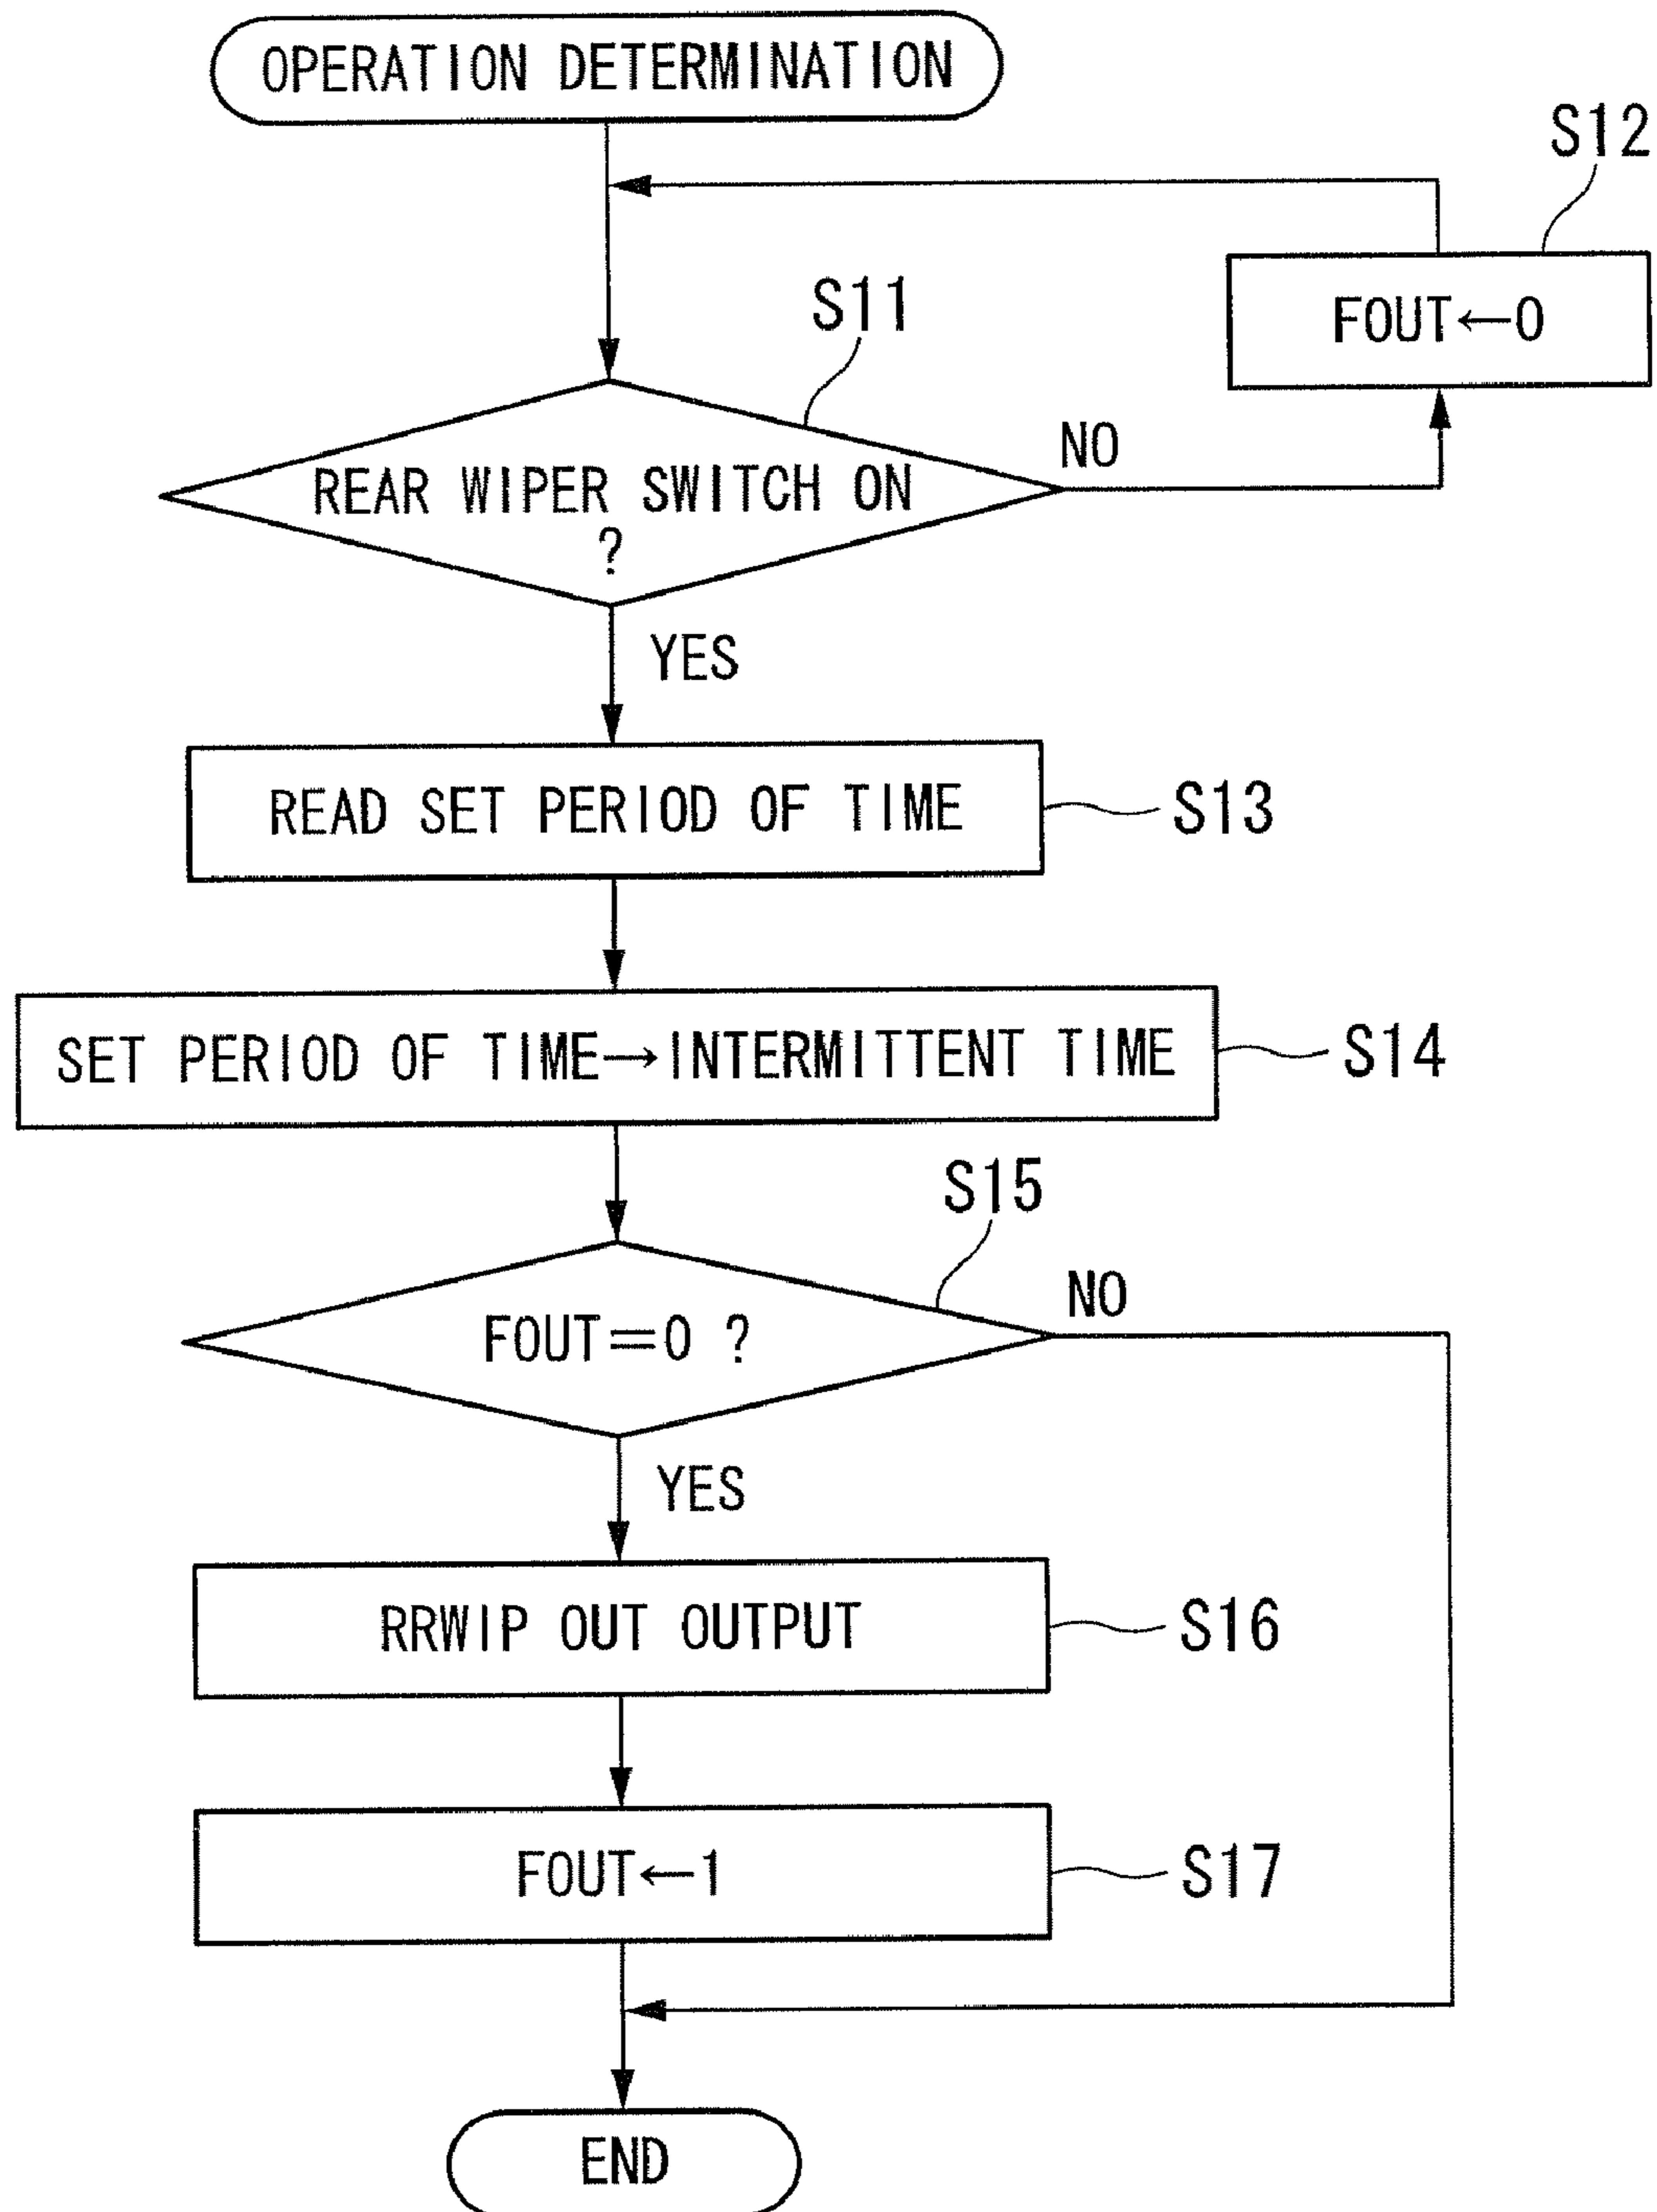 OPERATION DETERMINATION
S12
FOUT←0
S11
REAR WIPER SWITCH ON
?
NO
YES
READ SET PERIOD OF TIME
S13
SET PERIOD OF TIME→INTERMITTENT TIME
S14
S15
FOUT=0 ?
NO
YES
RRWIP OUT OUTPUT
S16
FOUT←1
S17
END